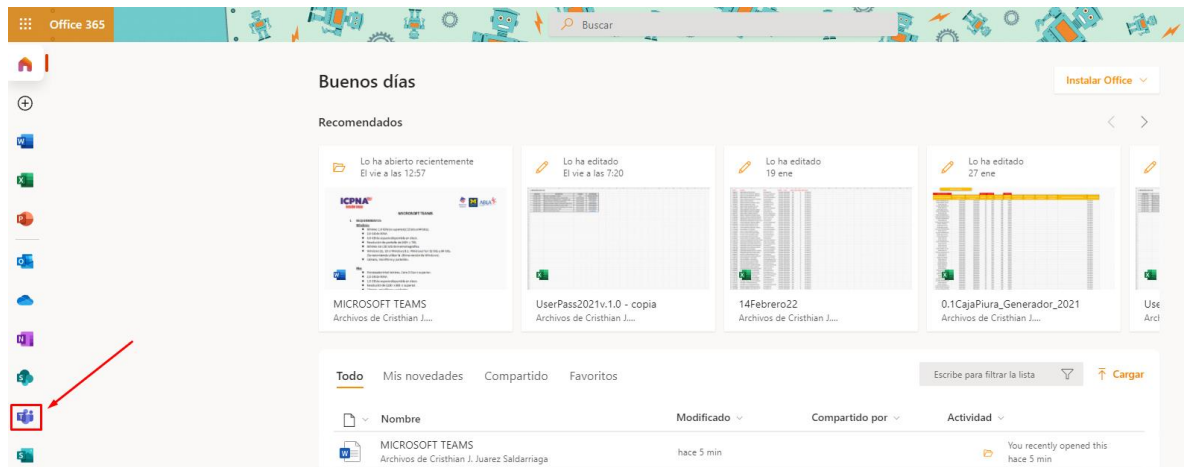 Office 365
Buscar
Buenos días
Instalar Office
Recomendados
Lo ha abierto recientemente
El vie a las 12:57
Lo ha editado
El vie a las 7:20
Lo ha editado
19 ene
Lo ha editado
27 ene
ICPNA
MICROSOFT TEAMS
MICROSOFT TEAMS
Archivos de Cristhian J....
UserPass2021v.1.0 - copia
Archivos de Cristhian J....
14Febrero22
Archivos de Cristhian J....
0.1CajaPiura_Generador_2021
Archivos de Cristhian J....
Use
Arch
Todo Mis novedades Compartido Favoritos
Escribe para filtrar la lista
Cargar
Nombre Modificado Compartido por Actividad
MICROSOFT TEAMS
Archivos de Cristhian J. Juarez Saldarriaga
hace 5 min
You recently opened this
hace 5 min